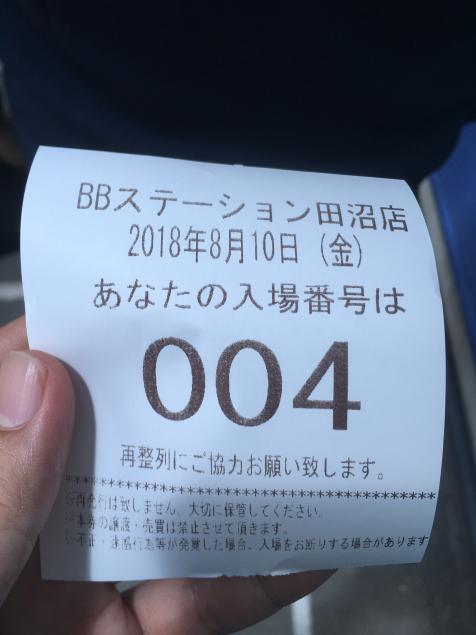 BBステーション田沼店
2018年8月10日（金）
あなたの入場番号は
004
再整列にご協力お願い致します。
**************************************************
※再発行は致しません。大切に保管してください。
※本券の譲渡・売買は禁止させて頂きます。
※不正・迷惑行為等が発覚した場合、入場をお断りする場合があります